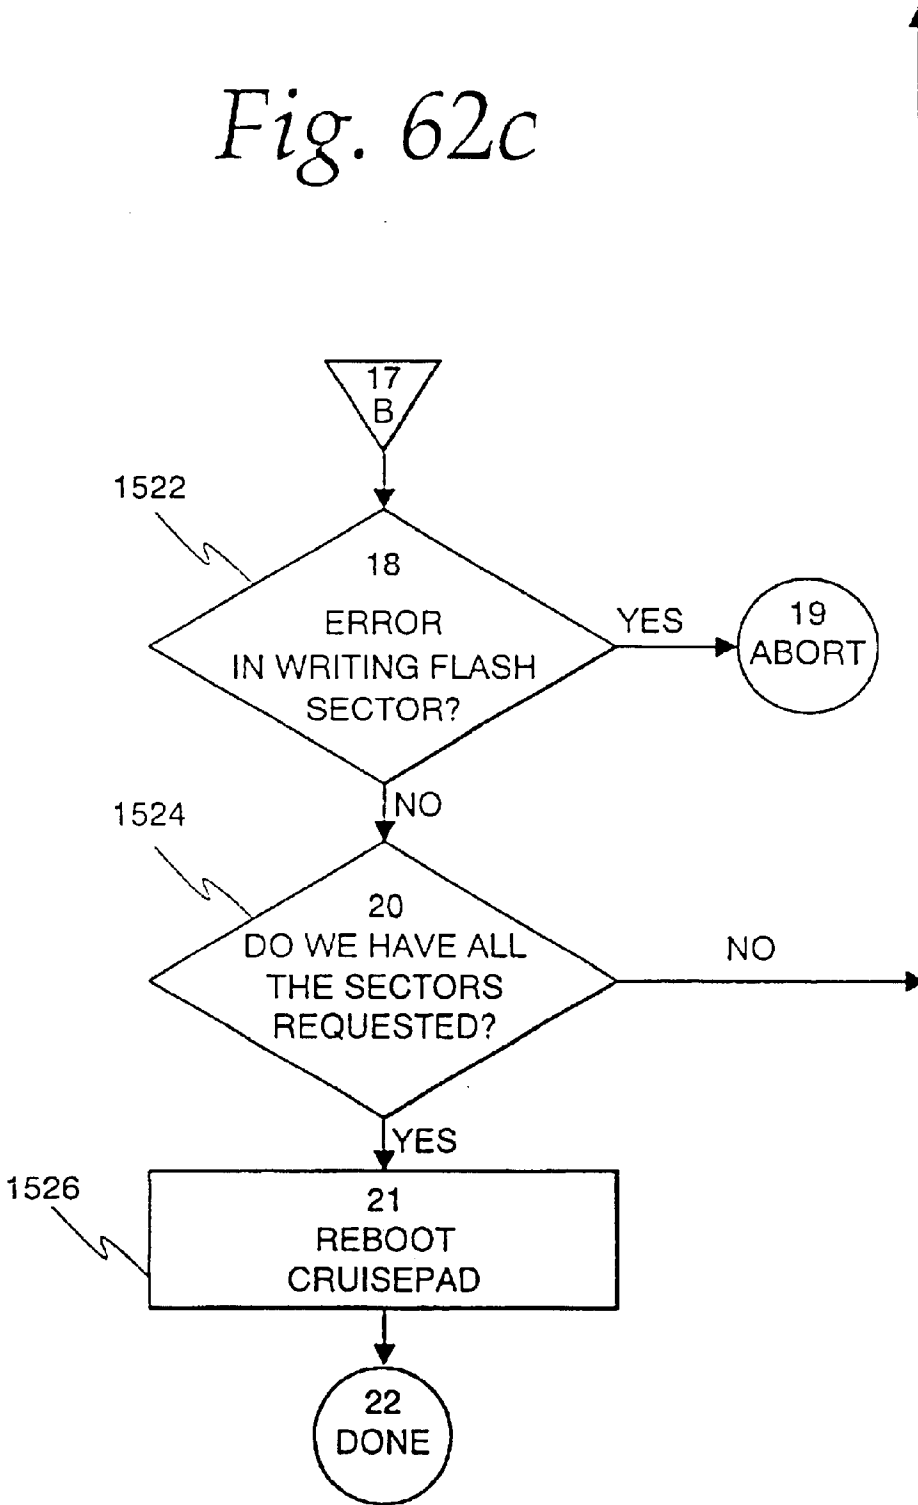 Fig. 62c
17
B
1522
18
ERROR
IN WRITING FLASH
SECTOR?
YES
19
ABORT
NO
1524
20
DO WE HAVE ALL
THE SECTORS
REQUESTED?
NO
YES
1526
21
REBOOT
CRUISEPAD
22
DONE